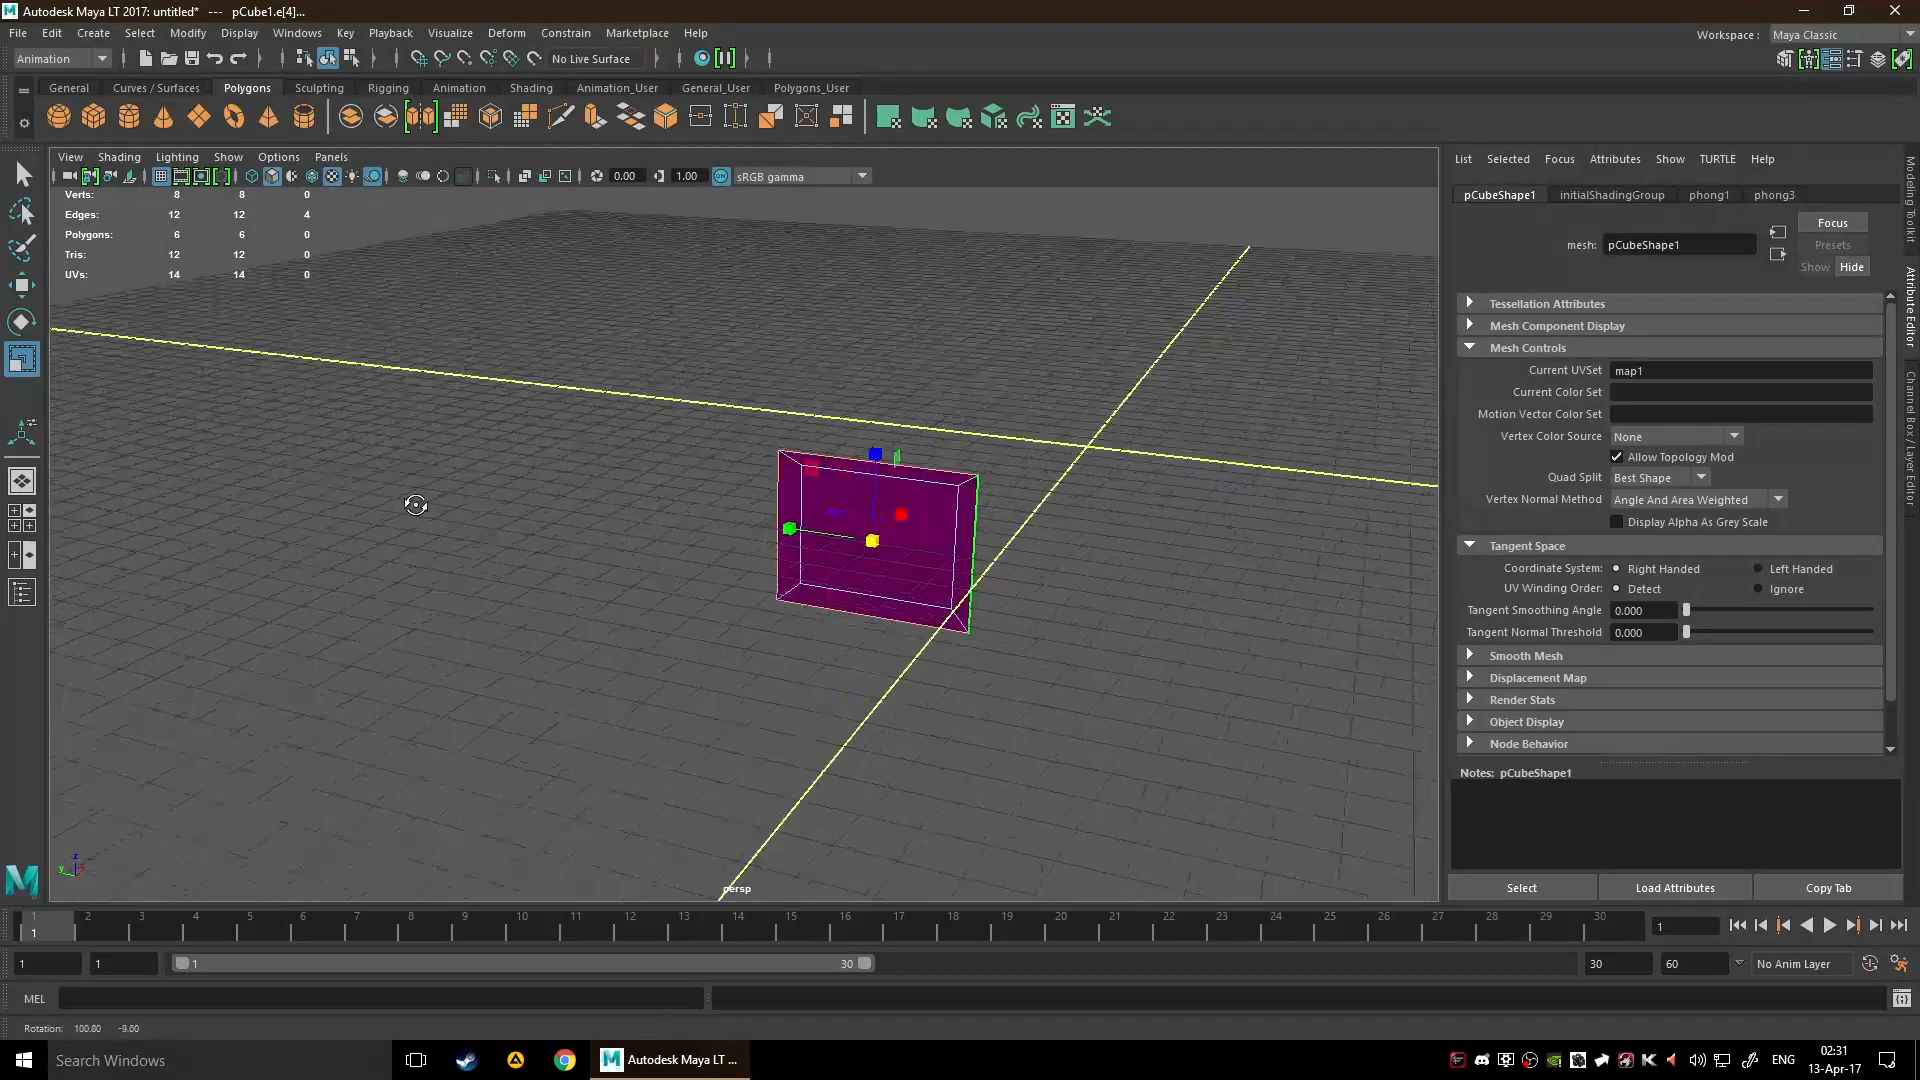 Autodesk Maya LT 2017: untitled* --- pCube1.e[4]...
File Edit Create Select Modify Display Windows Key Playback Visualize Deform Constrain Marketplace Help
Workspace : Maya Classic
Animation No Live Surface
General Curves / Surfaces Polygons Sculpting Rigging Animation Shading Animation_User General_User Polygons_User
View Shading Lighting Show Options Panels
0.00 1.00 ON sRGB gamma
Verts: 8 8 0
Edges: 12 12 4
Polygons: 6 6 0
Tris: 12 12 0
UVs: 14 14 0
persp
z
y
List Selected Focus Attributes Show TURTLE Help
pCubeShape1 initialShadingGroup phong1 phong3
Focus
mesh: pCubeShape1
Presets
Show Hide
Tessellation Attributes
Mesh Component Display
Mesh Controls
Current UVSet map1
Current Color Set
Motion Vector Color Set
Vertex Color Source None
Allow Topology Mod
Quad Split Best Shape
Vertex Normal Method Angle And Area Weighted
Display Alpha As Grey Scale
Tangent Space
Coordinate System: Right Handed Left Handed
UV Winding Order: Detect Ignore
Tangent Smoothing Angle 0.000
Tangent Normal Threshold 0.000
Smooth Mesh
Displacement Map
Render Stats
Object Display
Node Behavior
Notes: pCubeShape1
Select Load Attributes Copy Tab
Modeling Toolkit
Attribute Editor
Channel Box / Layer Editor
1 2 3 4 5 6 7 8 9 10 11 12 13 14 15 16 17 18 19 20 21 22 23 24 25 26 27 28 29 30
1 1
1 1 1 30 30 60 No Anim Layer
MEL
Rotation: 100.80 -9.60
Search Windows
Autodesk Maya LT ...
ENG 02:31
13-Apr-17